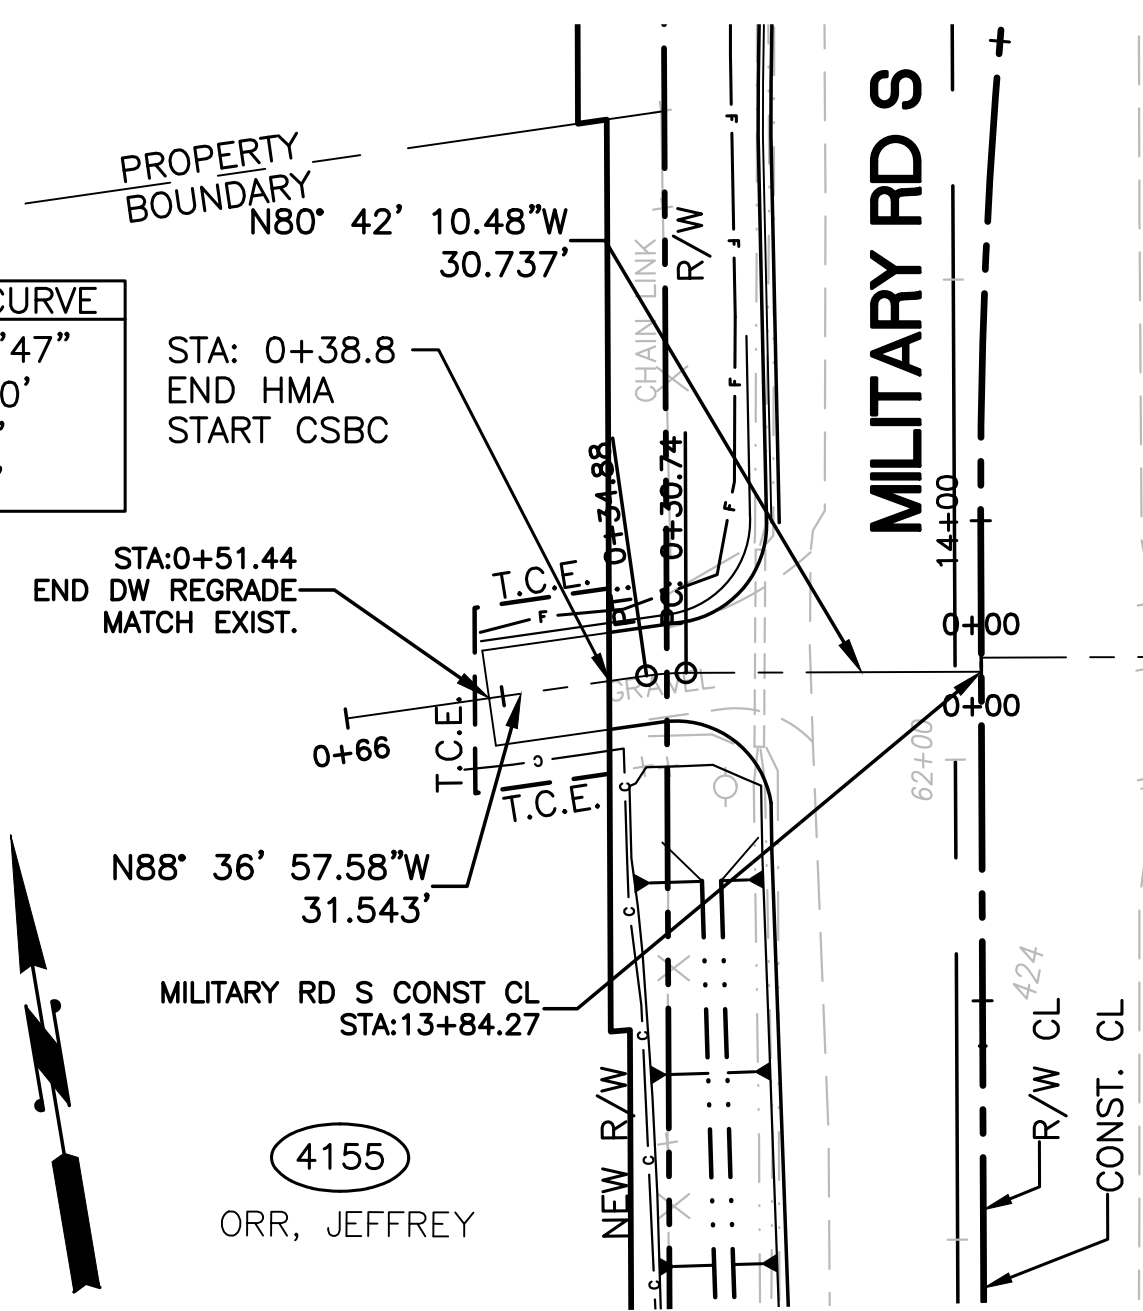 PROPERTY
BOUNDARY
N80° 42' 10.48"W
30.737'
CURVE
'47"
0'
'
'
STA: 0+38.8
END HMA
START CSBC
STA:0+51.44
END DW REGRADE
MATCH EXIST.
T.C.E.
T.C.E.
T.C.E.
0+66
N88° 36' 57.58"W
31.543'
MILITARY RD S CONST CL
STA:13+84.27
4155
ORR, JEFFREY
NEW R/W
R/W
CHAIN LINK
PC: 0+30.74
GRAVEL
F
F
F
F
F
C
C
C
C
C
C
MILITARY RD S
14+00
0+00
0+00
62+00
424
R/W CL
CONST. CL